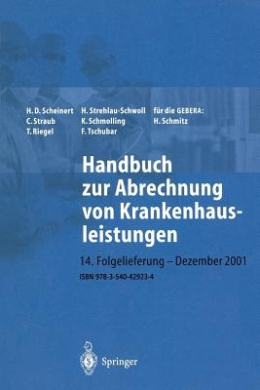 H. D. Scheinert
C. Straub
T. Riegel
H. Strehlau-Schwoll
K. Schmolling
F. Tschubar
für die GEBERA:
H. Schmitz
Handbuch
zur Abrechnung
von Krankenhaus-
leistungen
14. Folgelieferung – Dezember 2001
ISBN 978-3-540-42923-4
Springer